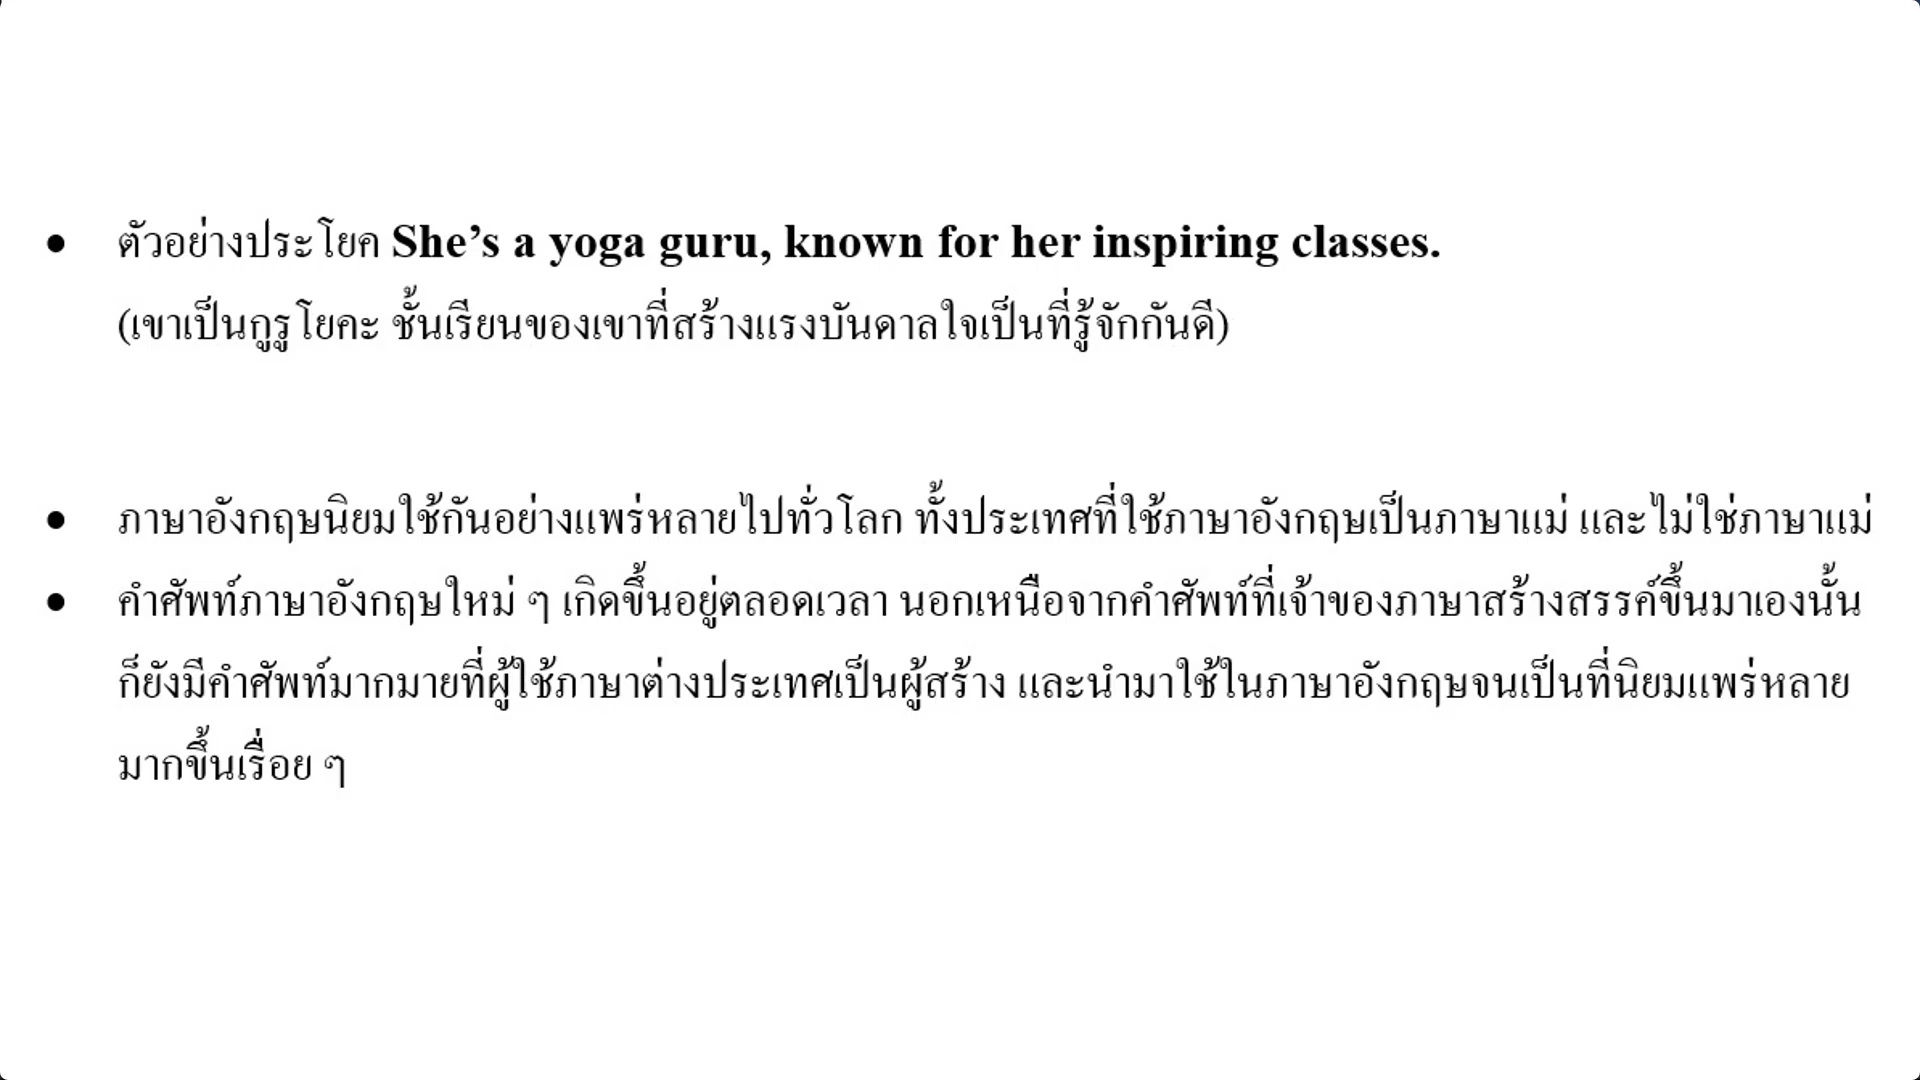 ● ตัวอย่างประโยค She’s a yoga guru, known for her inspiring classes.
(เขาเป็นกูรูโยคะ ชั้นเรียนของเขาที่สร้างแรงบันดาลใจเป็นที่รู้จักกันดี)
● ภาษาอังกฤษนิยมใช้กันอย่างแพร่หลายไปทั่วโลก ทั้งประเทศที่ใช้ภาษาอังกฤษเป็นภาษาแม่ และไม่ใช่ภาษาแม่
● คำศัพท์ภาษาอังกฤษใหม่ ๆ เกิดขึ้นอยู่ตลอดเวลา นอกเหนือจากคำศัพท์ที่เจ้าของภาษาสร้างสรรค์ขึ้นมาเองนั้น
ก็ยังมีคำศัพท์มากมายที่ผู้ใช้ภาษาต่างประเทศเป็นผู้สร้าง และนำมาใช้ในภาษาอังกฤษจนเป็นที่นิยมแพร่หลาย
มากขึ้นเรื่อย ๆ